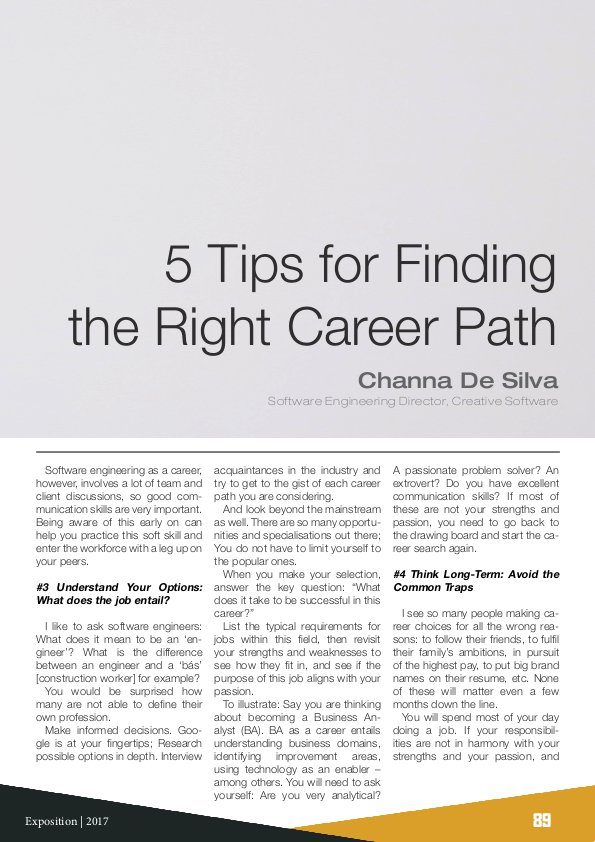 5 Tips for Finding
the Right Career Path
Channa De Silva
Software Engineering Director, Creative Software
Software engineering as a career,
however, involves a lot of team and
client discussions, so good com-
munication skills are very important.
Being aware of this early on can
help you practice this soft skill and
enter the workforce with a leg up on
your peers.
#3 Understand Your Options:
What does the job entail?
I like to ask software engineers:
What does it mean to be an ‘en-
gineer’? What is the difference
between an engineer and a ‘bás’
[construction worker] for example?
You would be surprised how
many are not able to define their
own profession.
Make informed decisions. Goo-
gle is at your fingertips; Research
possible options in depth. Interview
acquaintances in the industry and
try to get to the gist of each career
path you are considering.
And look beyond the mainstream
as well. There are so many opportu-
nities and specialisations out there;
You do not have to limit yourself to
the popular ones.
When you make your selection,
answer the key question: “What
does it take to be successful in this
career?”
List the typical requirements for
jobs within this field, then revisit
your strengths and weaknesses to
see how they fit in, and see if the
purpose of this job aligns with your
passion.
To illustrate: Say you are thinking
about becoming a Business An-
alyst (BA). BA as a career entails
understanding business domains,
identifying improvement areas,
using technology as an enabler –
among others. You will need to ask
yourself: Are you very analytical?
A passionate problem solver? An
extrovert? Do you have excellent
communication skills? If most of
these are not your strengths and
passion, you need to go back to
the drawing board and start the ca-
reer search again.
#4 Think Long-Term: Avoid the
Common Traps
I see so many people making ca-
reer choices for all the wrong rea-
sons: to follow their friends, to fulfil
their family’s ambitions, in pursuit
of the highest pay, to put big brand
names on their resume, etc. None
of these will matter even a few
months down the line.
You will spend most of your day
doing a job. If your responsibil-
ities are not in harmony with your
strengths and your passion, and
Exposition | 2017
89